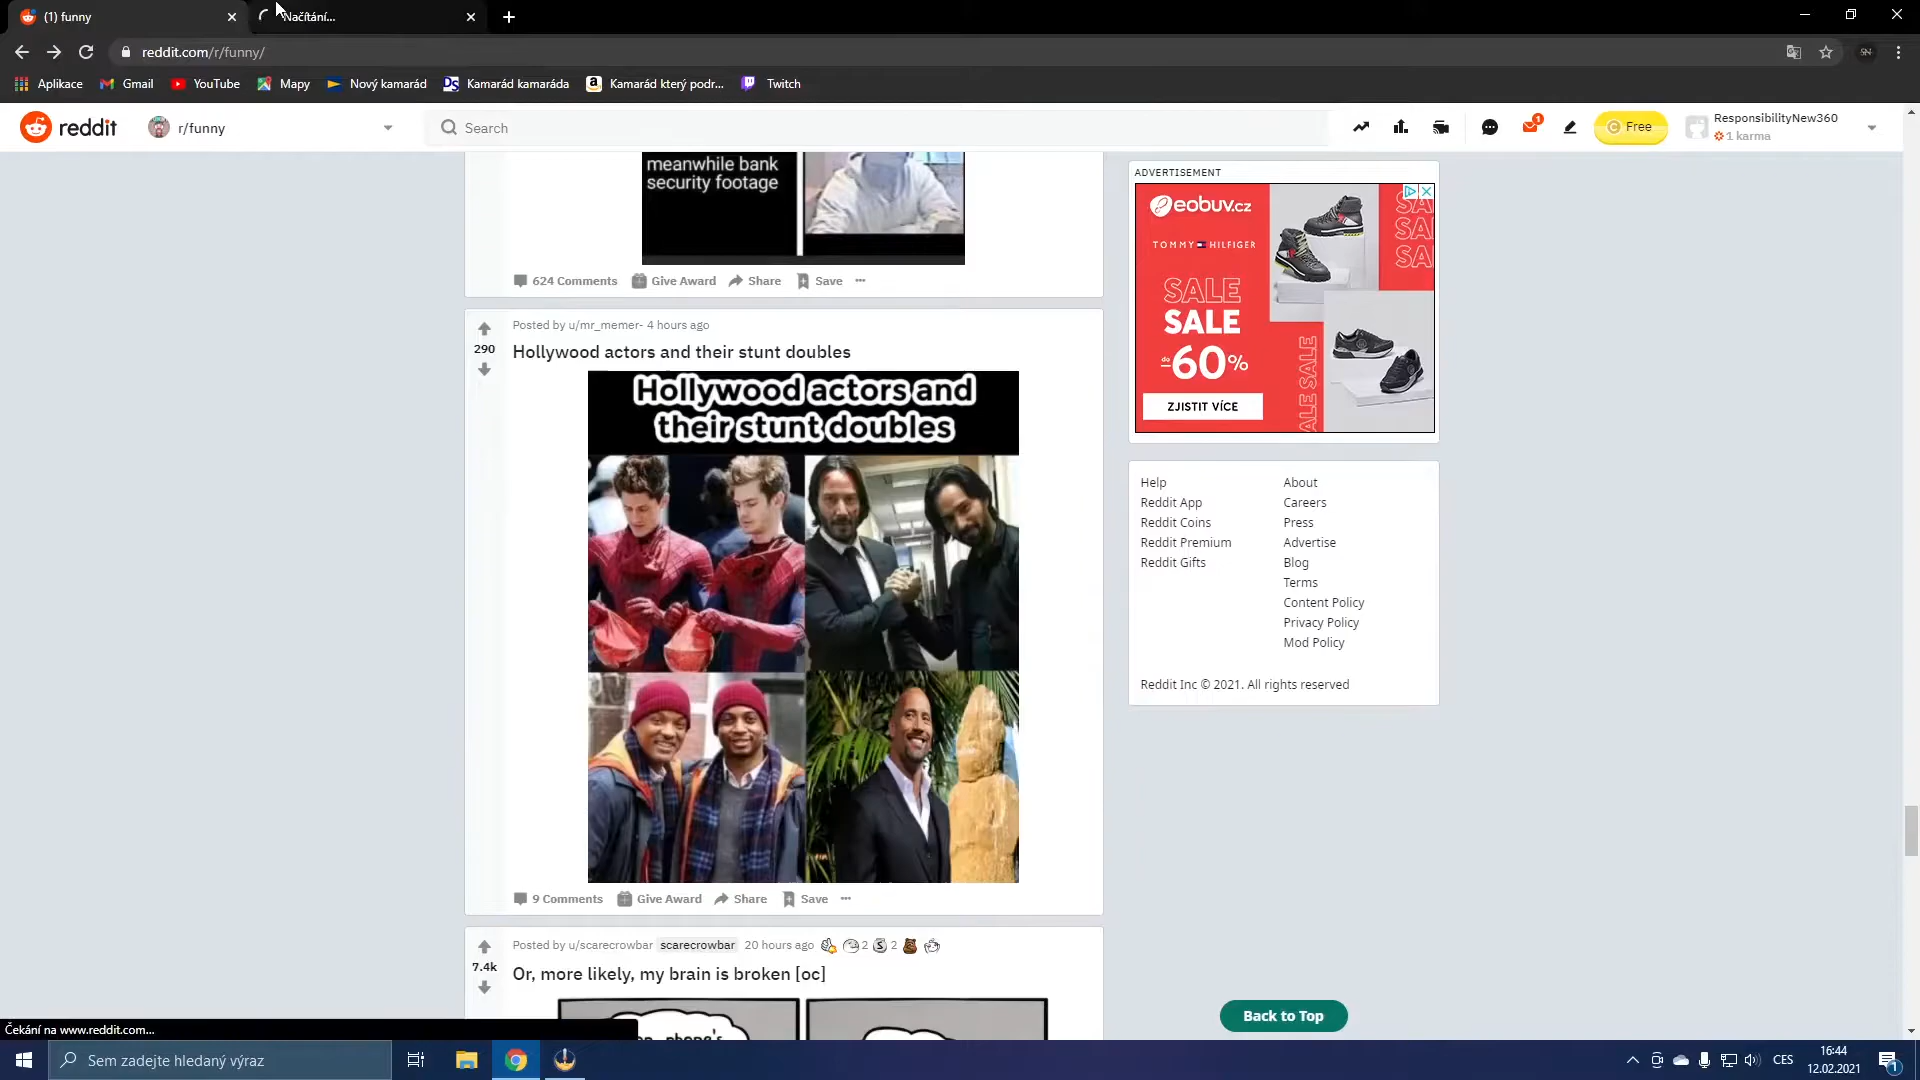 (1) funny
Načítání...
reddit.com/r/funny/
Aplikace
Gmail
YouTube
Mapy
Nový kamarád
Kamarád kamaráda
Kamarád který podr...
Twitch
reddit
r/funny
Search
1
Free
ResponsibilityNew360
1 karma
meanwhile bank
security footage
624 Comments
Give Award
Share
Save
Posted by u/mr_memer- 4 hours ago
290
Hollywood actors and their stunt doubles
Hollywood actors and
their stunt doubles
9 Comments
Give Award
Share
Save
Posted by u/scarecrowbar scarecrowbar 20 hours ago 2 2
7.4k
Or, more likely, my brain is broken [oc]
ADVERTISEMENT
eobuv.cz
TOMMY HILFIGER
SALE
SALE
do
-60%
ZJISTIT VÍCE
Help
Reddit App
Reddit Coins
Reddit Premium
Reddit Gifts
About
Careers
Press
Advertise
Blog
Terms
Content Policy
Privacy Policy
Mod Policy
Reddit Inc © 2021. All rights reserved
Back to Top
Čekání na www.reddit.com...
Sem zadejte hledaný výraz
CES
16:44
12.02.2021
1